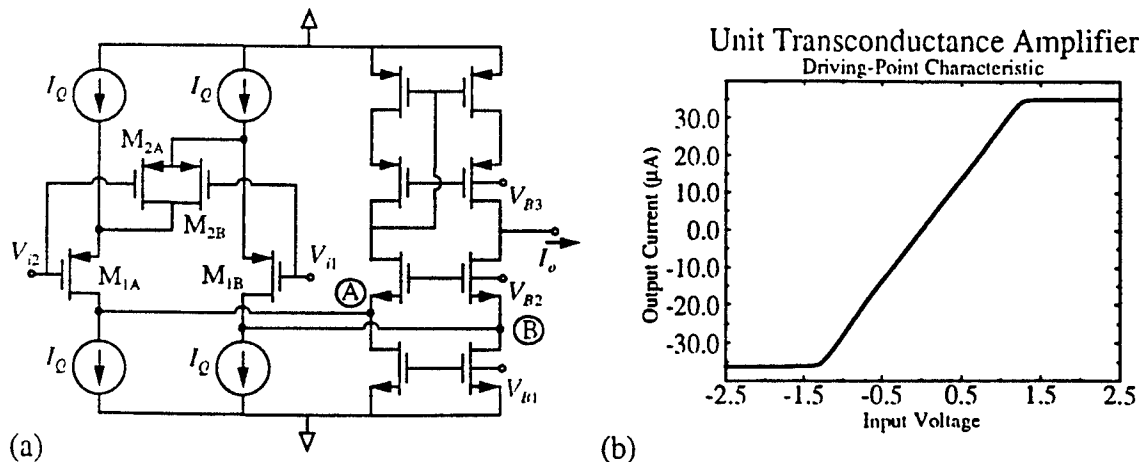 I_Q
I_Q
M_2A
M_2B
V_i2
M_1A
M_1B
V_i1
I_Q
I_Q
A
B
V_B3
I_o
V_B2
V_B1
(a)
Unit Transconductance Amplifier
Driving-Point Characteristic
Output Current (μA)
30.0
20.0
10.0
0.0
-10.0
-20.0
-30.0
-2.5 -1.5 -0.5 0.5 1.5 2.5
Input Voltage
(b)